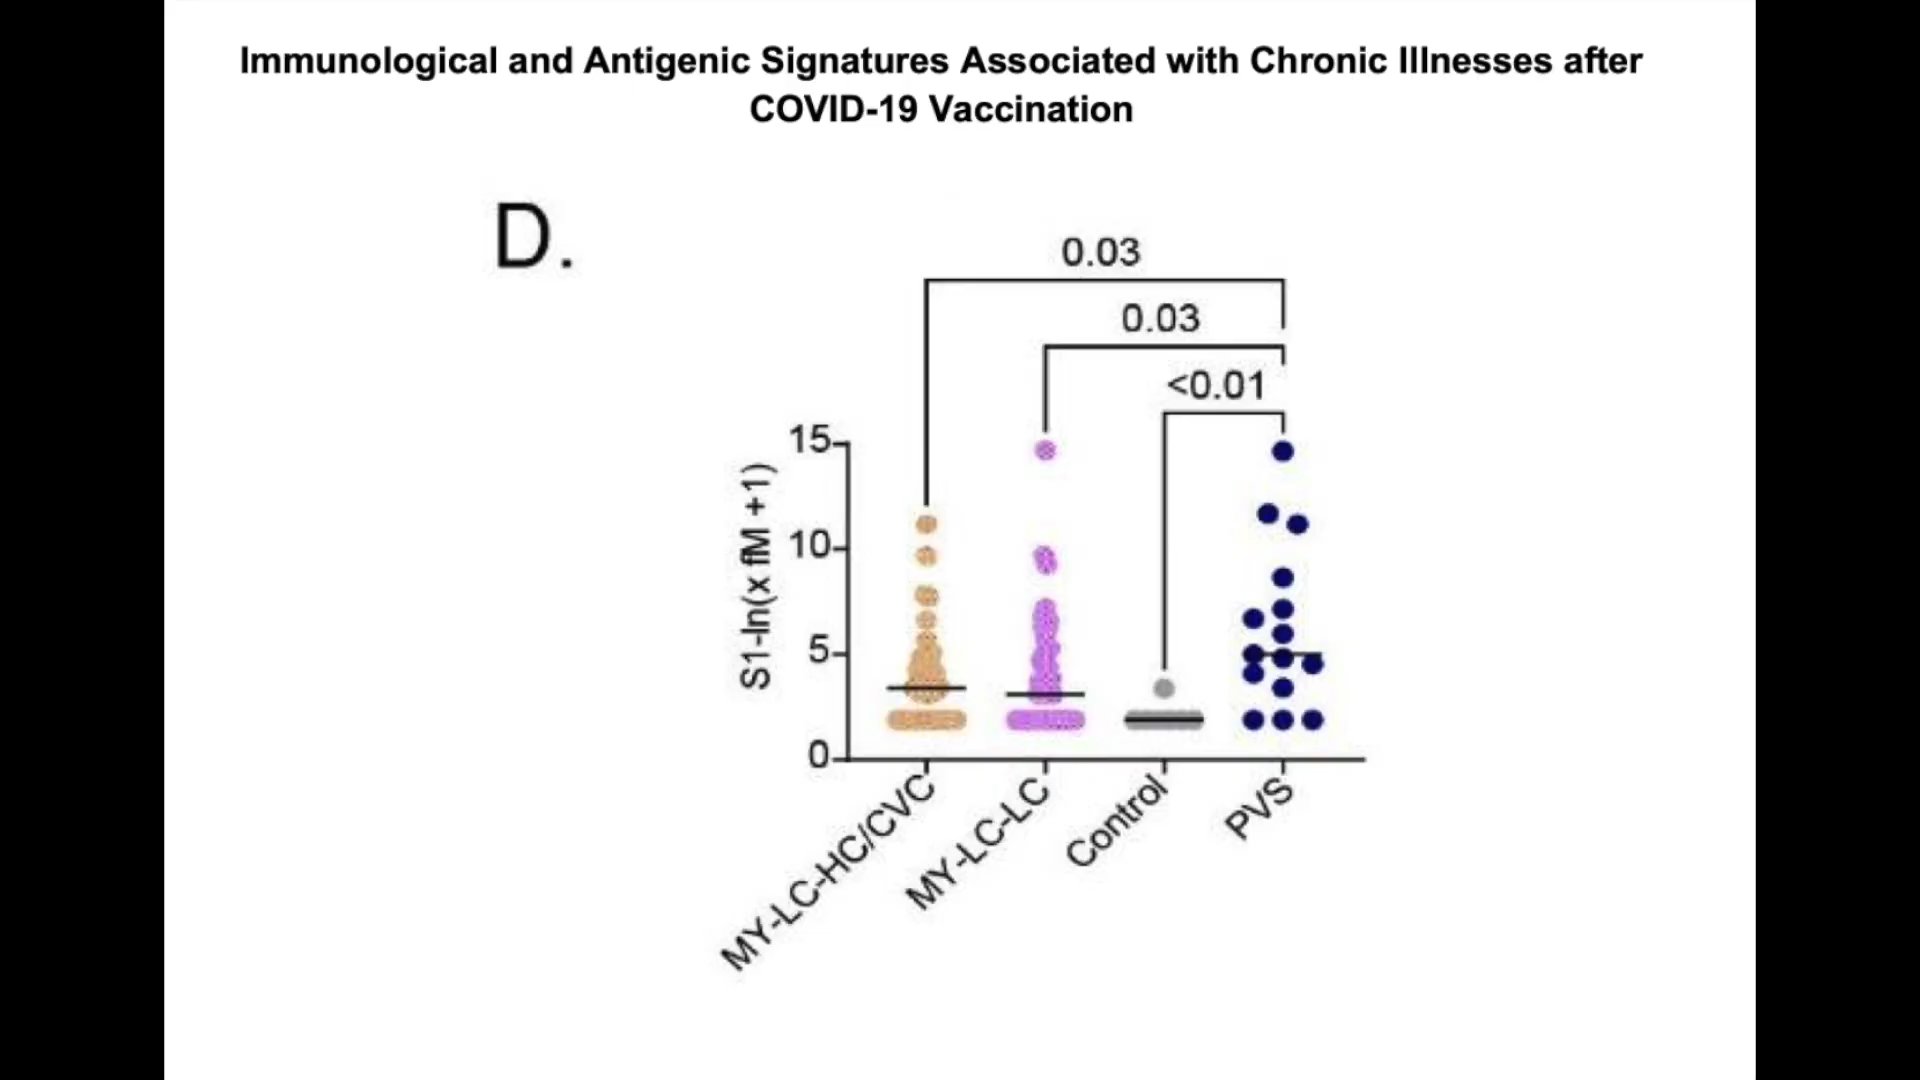 Immunological and Antigenic Signatures Associated with Chronic Illnesses after
COVID-19 Vaccination
D.
0.03
0.03
<0.01
15
10
5
0
S1-ln(x fM +1)
MY-LC-HC/CVC
MY-LC-LC
Control
PVS